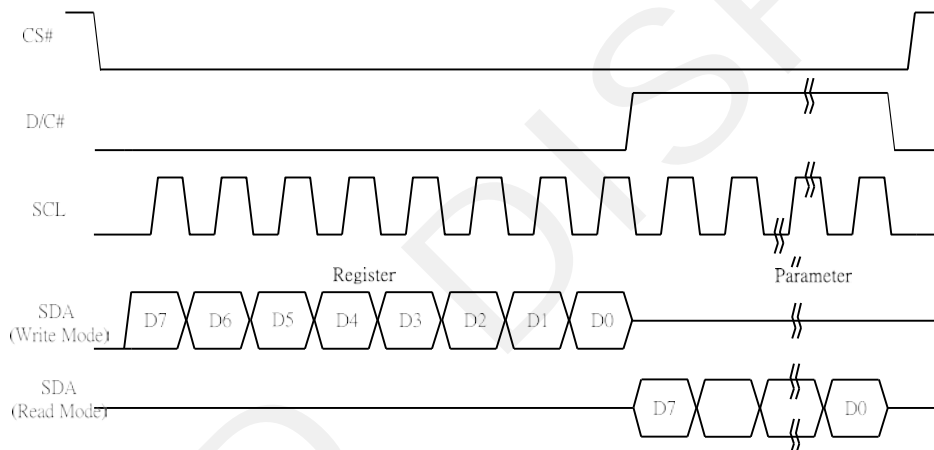 CS#
D/C#
SCL
Register
Parameter
SDA
(Write Mode)
D7 D6 D5 D4 D3 D2 D1 D0
SDA
(Read Mode)
D7 D0